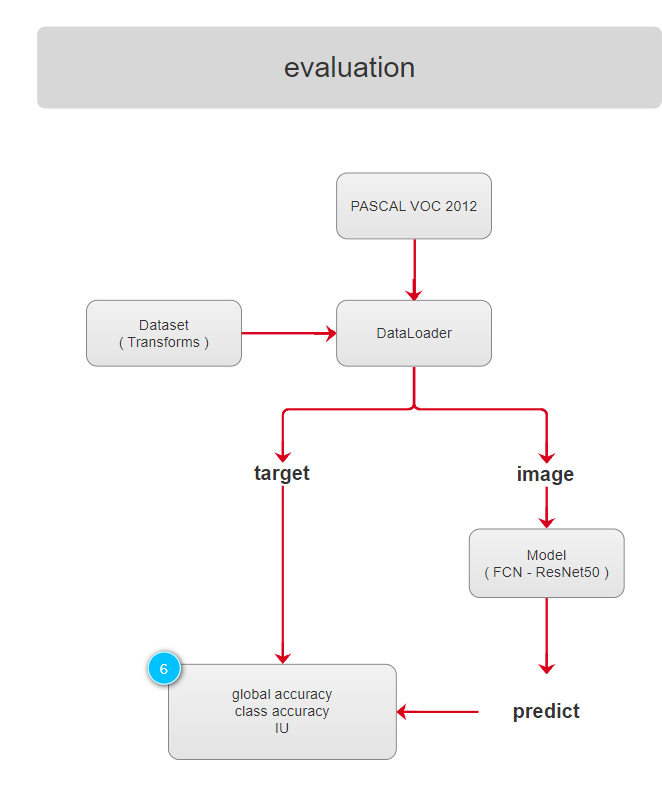 evaluation
PASCAL VOC 2012
Dataset
( Transforms )
DataLoader
target
image
Model
( FCN - ResNet50 )
6
global accuracy
class accuracy
IU
predict